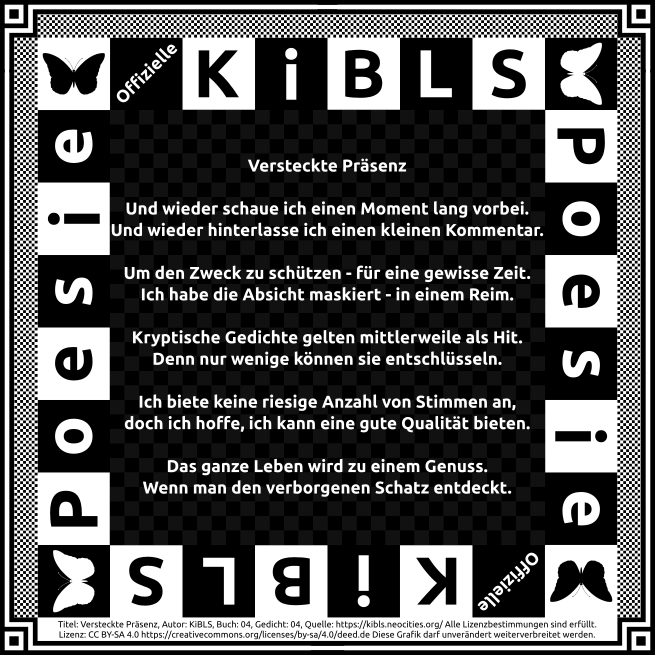 Offizielle KiBLS
Poesie
Poesie
Versteckte Präsenz
Und wieder schaue ich einen Moment lang vorbei.
Und wieder hinterlasse ich einen kleinen Kommentar.
Um den Zweck zu schützen - für eine gewisse Zeit.
Ich habe die Absicht maskiert - in einem Reim.
Kryptische Gedichte gelten mittlerweile als Hit.
Denn nur wenige können sie entschlüsseln.
Ich biete keine riesige Anzahl von Stimmen an,
doch ich hoffe, ich kann eine gute Qualität bieten.
Das ganze Leben wird zu einem Genuss.
Wenn man den verborgenen Schatz entdeckt.
Offizielle KiBLS
Titel: Versteckte Präsenz, Autor: KiBLS, Buch: 04, Gedicht: 04, Quelle: https://kibls.neocities.org/ Alle Lizenzbestimmungen sind erfüllt.
Lizenz: CC BY-SA 4.0 https://creativecommons.org/licenses/by-sa/4.0/deed.de Diese Grafik darf unverändert weiterverbreitet werden.